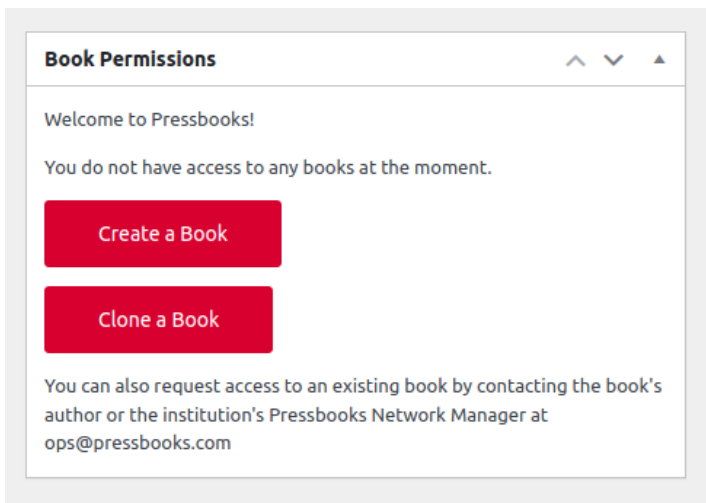 Book Permissions
Welcome to Pressbooks!
You do not have access to any books at the moment.
Create a Book
Clone a Book
You can also request access to an existing book by contacting the book's
author or the institution's Pressbooks Network Manager at
ops@pressbooks.com